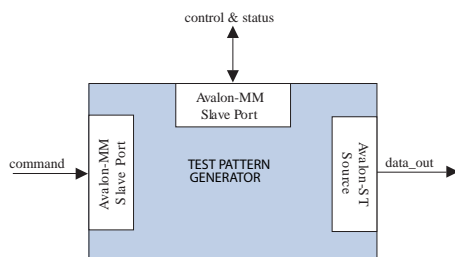 control & status
Avalon-MM
Slave Port
command
Avalon-MM
Slave Port
TEST PATTERN
GENERATOR
Avalon-ST
Source
data_out